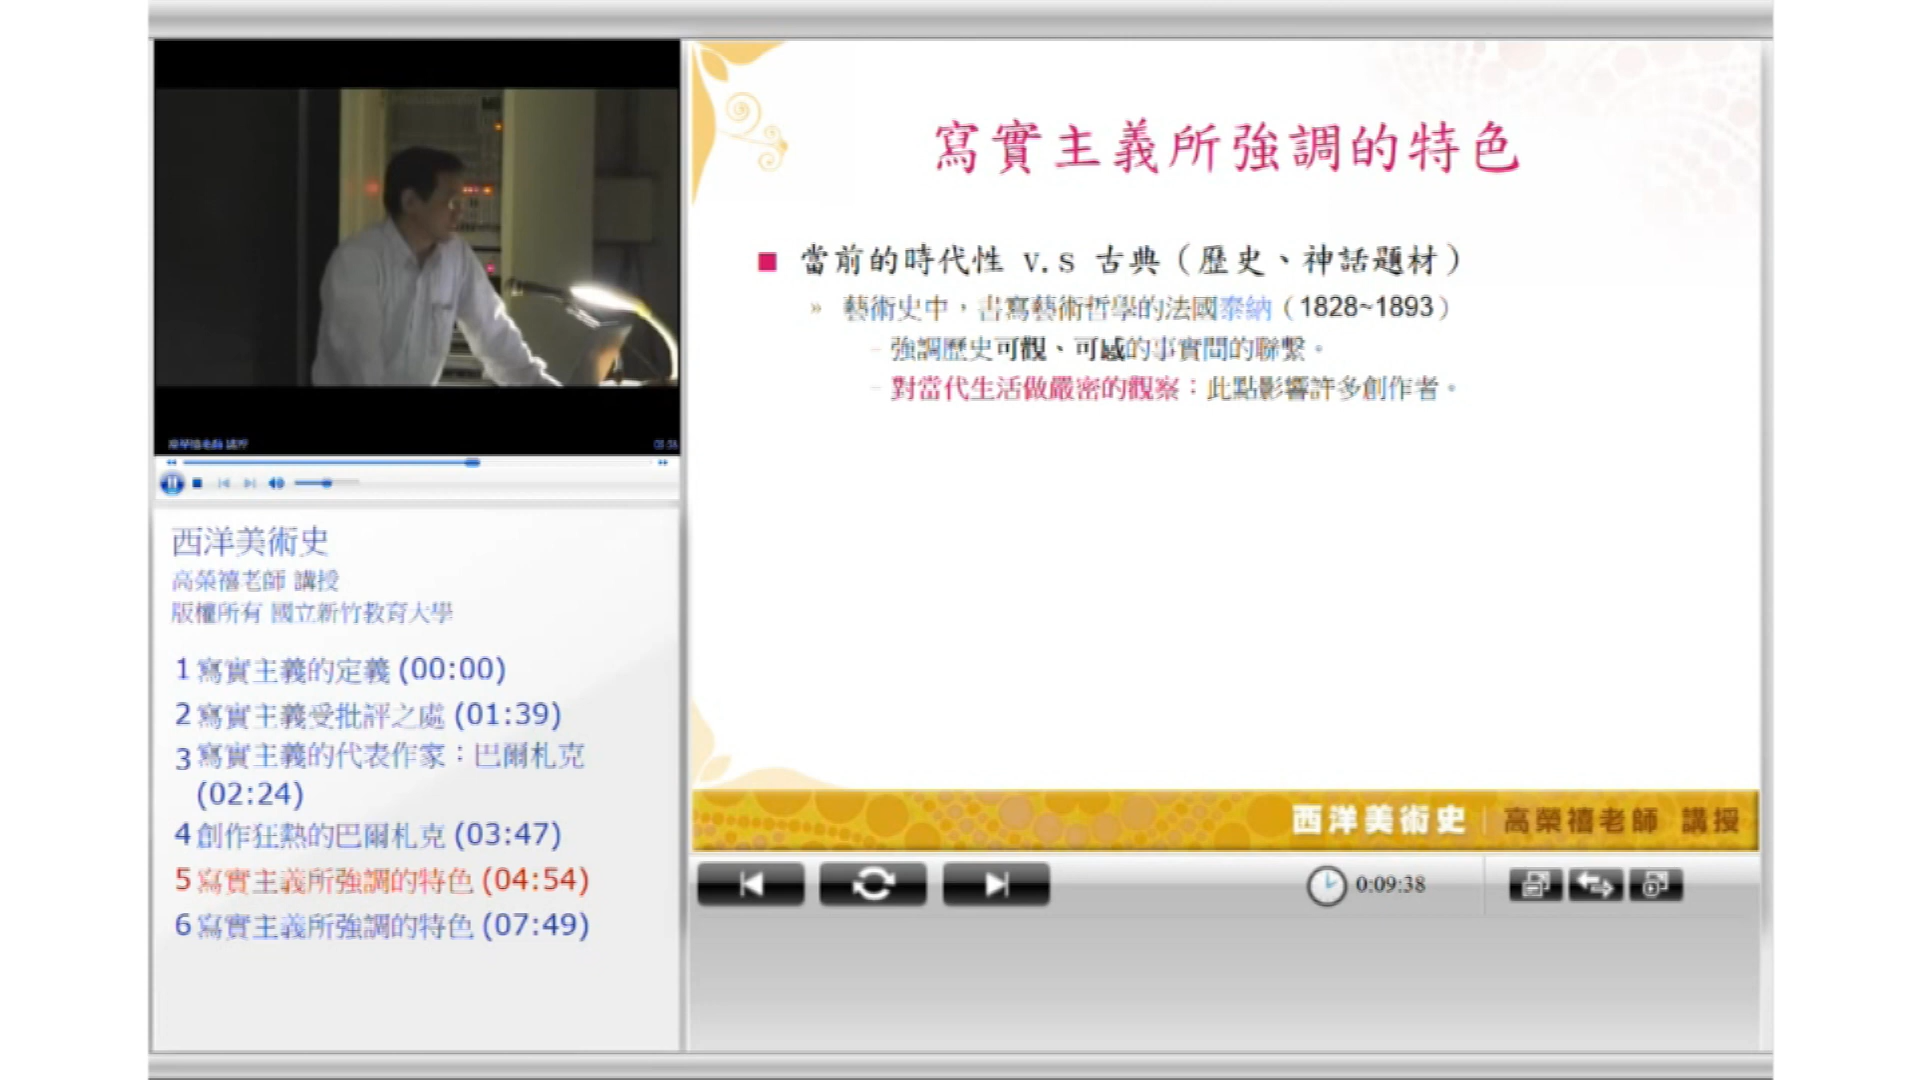 寫實主義所強調的特色
當前的時代性 v.s 古典（歷史、神話題材）
» 藝術史中，書寫藝術哲學的法國泰納（1828~1893）
– 強調歷史可觀、可感的事實間的聯繫。
– 對當代生活做嚴密的觀察：此點影響許多創作者。
西洋美術史
高榮禧老師 講授
版權所有 國立新竹教育大學
1 寫實主義的定義 (00:00)
2 寫實主義受批評之處 (01:39)
3 寫實主義的代表作家：巴爾札克
(02:24)
4 創作狂熱的巴爾札克 (03:47)
5 寫實主義所強調的特色 (04:54)
6 寫實主義所強調的特色 (07:49)
西洋美術史 | 高榮禧老師 講授
0:09:38